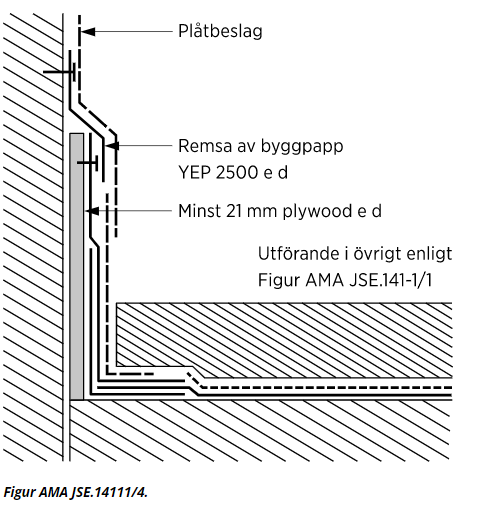 Plåtbeslag
Remsa av byggpapp
YEP 2500 e d
Minst 21 mm plywood e d
Utförande i övrigt enligt
Figur AMA JSE.141-1/1
Figur AMA JSE.14111/4.